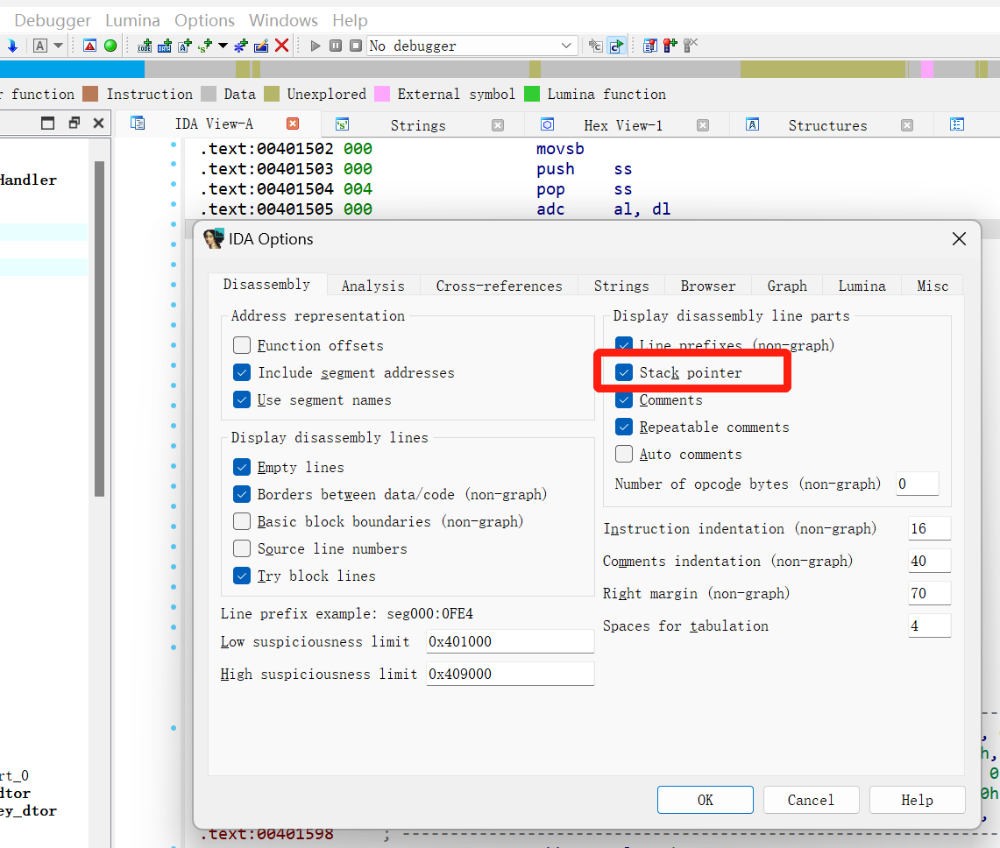 Debugger Lumina Options Windows Help
A No debugger
r function Instruction Data Unexplored External symbol Lumina function
IDA View-A Strings Hex View-1 Structures
.text:00401502 000 movsb
.text:00401503 000 push ss
Handler
.text:00401504 004 pop ss
.text:00401505 000 adc al, dl
IDA Options
Disassembly Analysis Cross-references Strings Browser Graph Lumina Misc
Address representation
Function offsets
Include segment addresses
Use segment names
Display disassembly lines
Empty lines
Borders between data/code (non-graph)
Basic block boundaries (non-graph)
Source line numbers
Try block lines
Line prefix example: seg000:0FE4
Low suspiciousness limit 0x401000
High suspiciousness limit 0x409000
Display disassembly line parts
Line prefixes (non-graph)
Stack pointer
Comments
Repeatable comments
Auto comments
Number of opcode bytes (non-graph) 0
Instruction indentation (non-graph) 16
Comments indentation (non-graph) 40
Right margin (non-graph) 70
Spaces for tabulation 4
OK Cancel Help
,
h,
0
0h
,
rt_0
dtor
ey_dtor
.text:00401598 ; ---------------------------------------------------------------